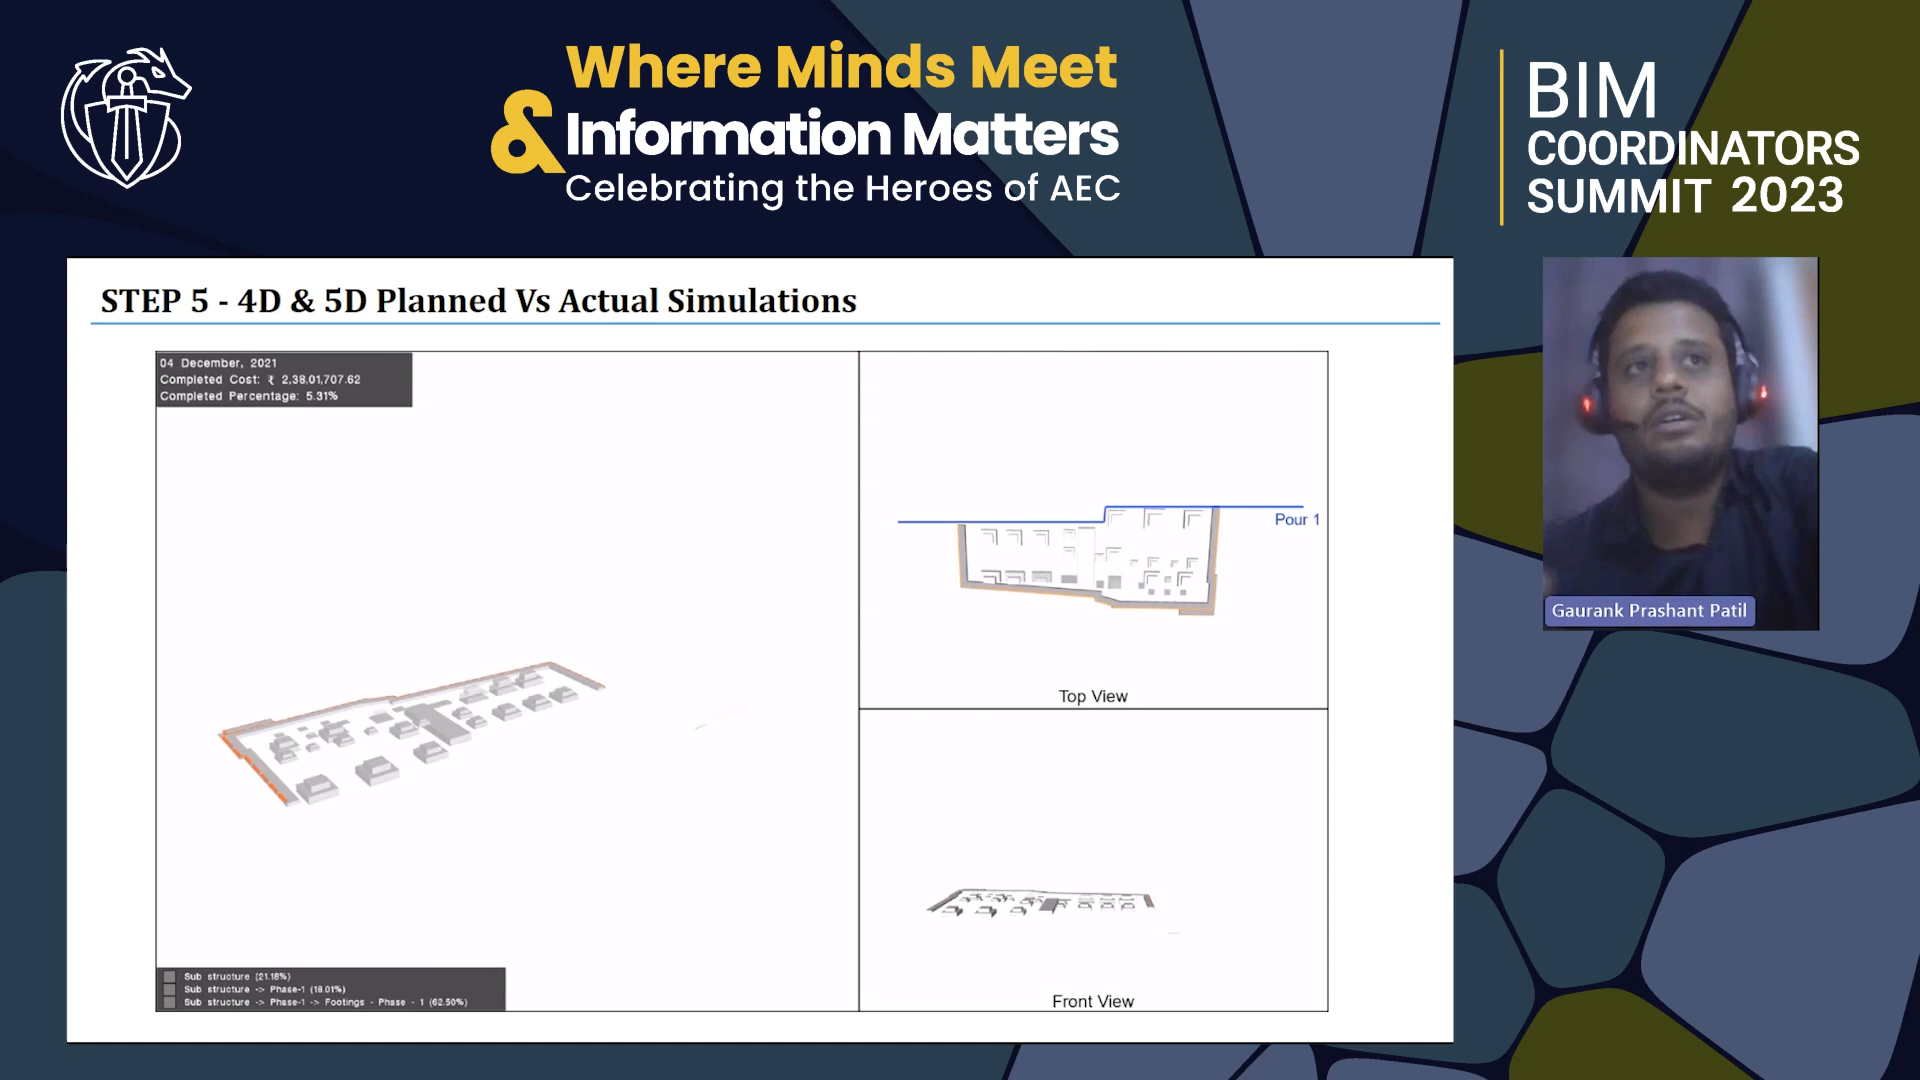 Where Minds Meet
& Information Matters
Celebrating the Heroes of AEC
BIM
COORDINATORS
SUMMIT 2023
STEP 5 - 4D & 5D Planned Vs Actual Simulations
04 December, 2021
Completed Cost: ₹ 2,38,01,707.62
Completed Percentage: 5.31%
Pour 1
Top View
Front View
Sub structure (21.16%)
Sub structure -> Phase-1 (18.01%)
Sub structure -> Phase-1 -> Footings - Phase - 1 (62.50%)
Gaurank Prashant Patil